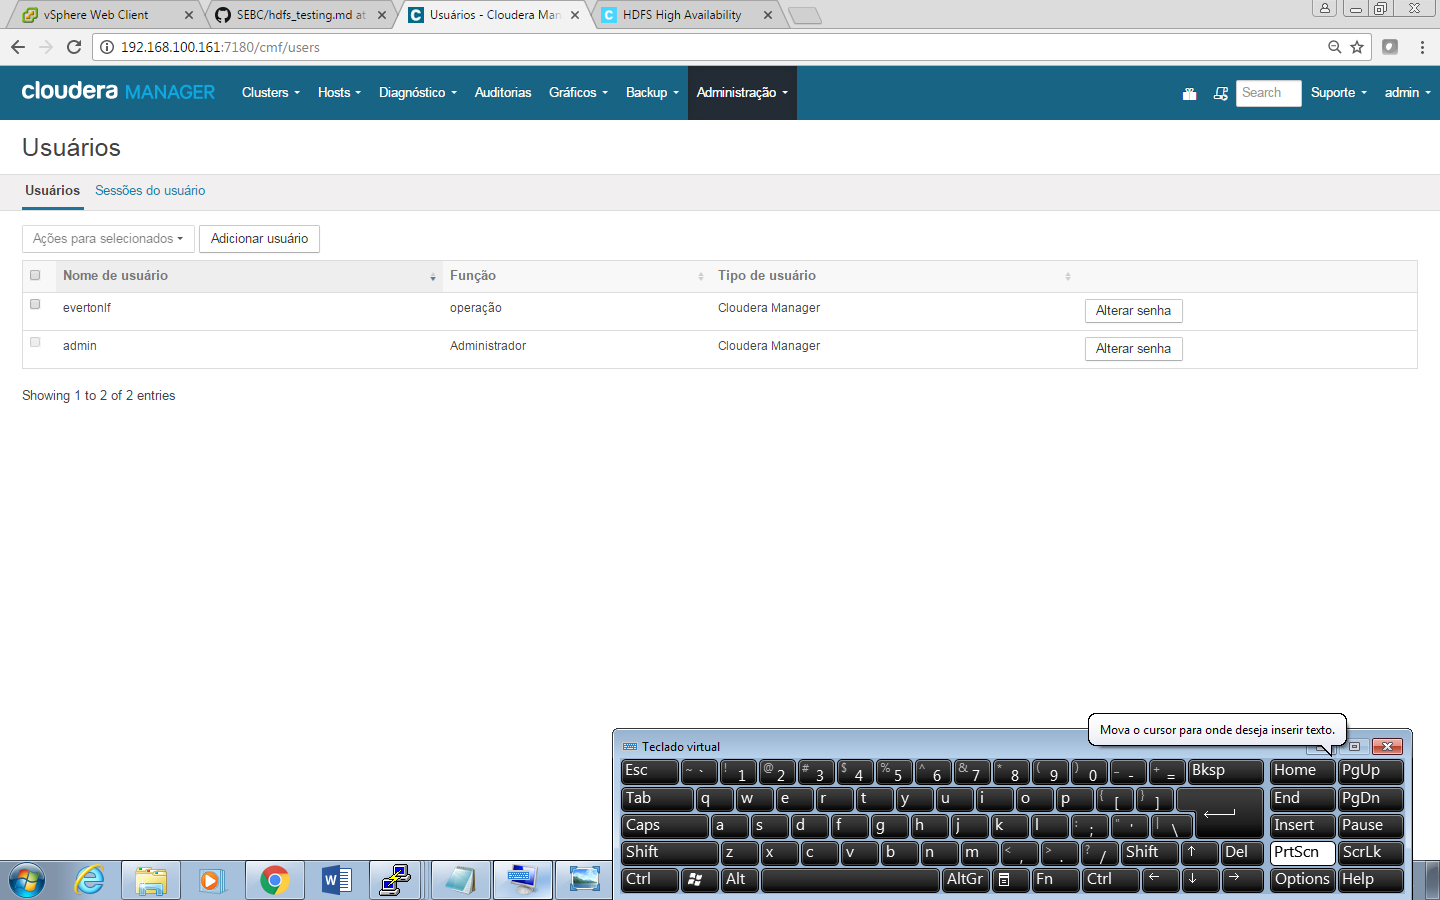 vSphere Web Client
SEBC/hdfs_testing.md at
Usuários - Cloudera Man
HDFS High Availability
192.168.100.161:7180/cmf/users
cloudera MANAGER
Clusters
Hosts
Diagnóstico
Auditorias
Gráficos
Backup
Administração
Search
Suporte
admin
Usuários
Usuários
Sessões do usuário
Ações para selecionados
Adicionar usuário
Nome de usuário
Função
Tipo de usuário
evertonlf
operação
Cloudera Manager
Alterar senha
admin
Administrador
Cloudera Manager
Alterar senha
Showing 1 to 2 of 2 entries
Mova o cursor para onde deseja inserir texto.
Teclado virtual
Esc ~ ` ! 1 @ 2 # 3 $ 4 % 5 ^ 6 & 7 * 8 ( 9 ) 0 _ - + = Bksp Home PgUp
Tab q w e r t y u i o p { [ } ] End PgDn
Caps a s d f g h j k l : ; " ' | \ Insert Pause
Shift z x c v b n m < , > . ? / Shift ↑ Del PrtScn ScrLk
Ctrl Alt AltGr Fn Ctrl ← ↓ → Options Help